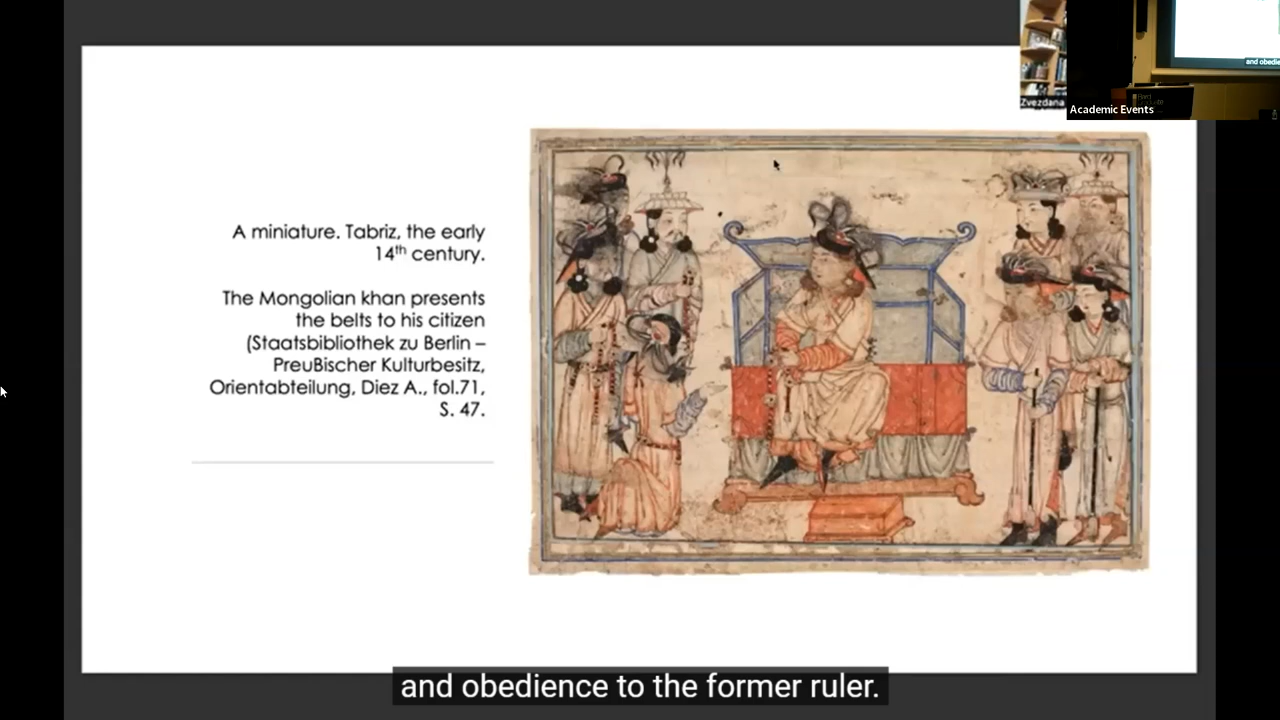 A miniature. Tabriz, the early
14th century.
The Mongolian khan presents
the belts to his citizen
(Staatsbibliothek zu Berlin –
PreuBischer Kulturbesitz,
Orientabteilung, Diez A., fol.71,
S. 47.
Zvezdana
Academic Events
and obedie
and obedience to the former ruler.